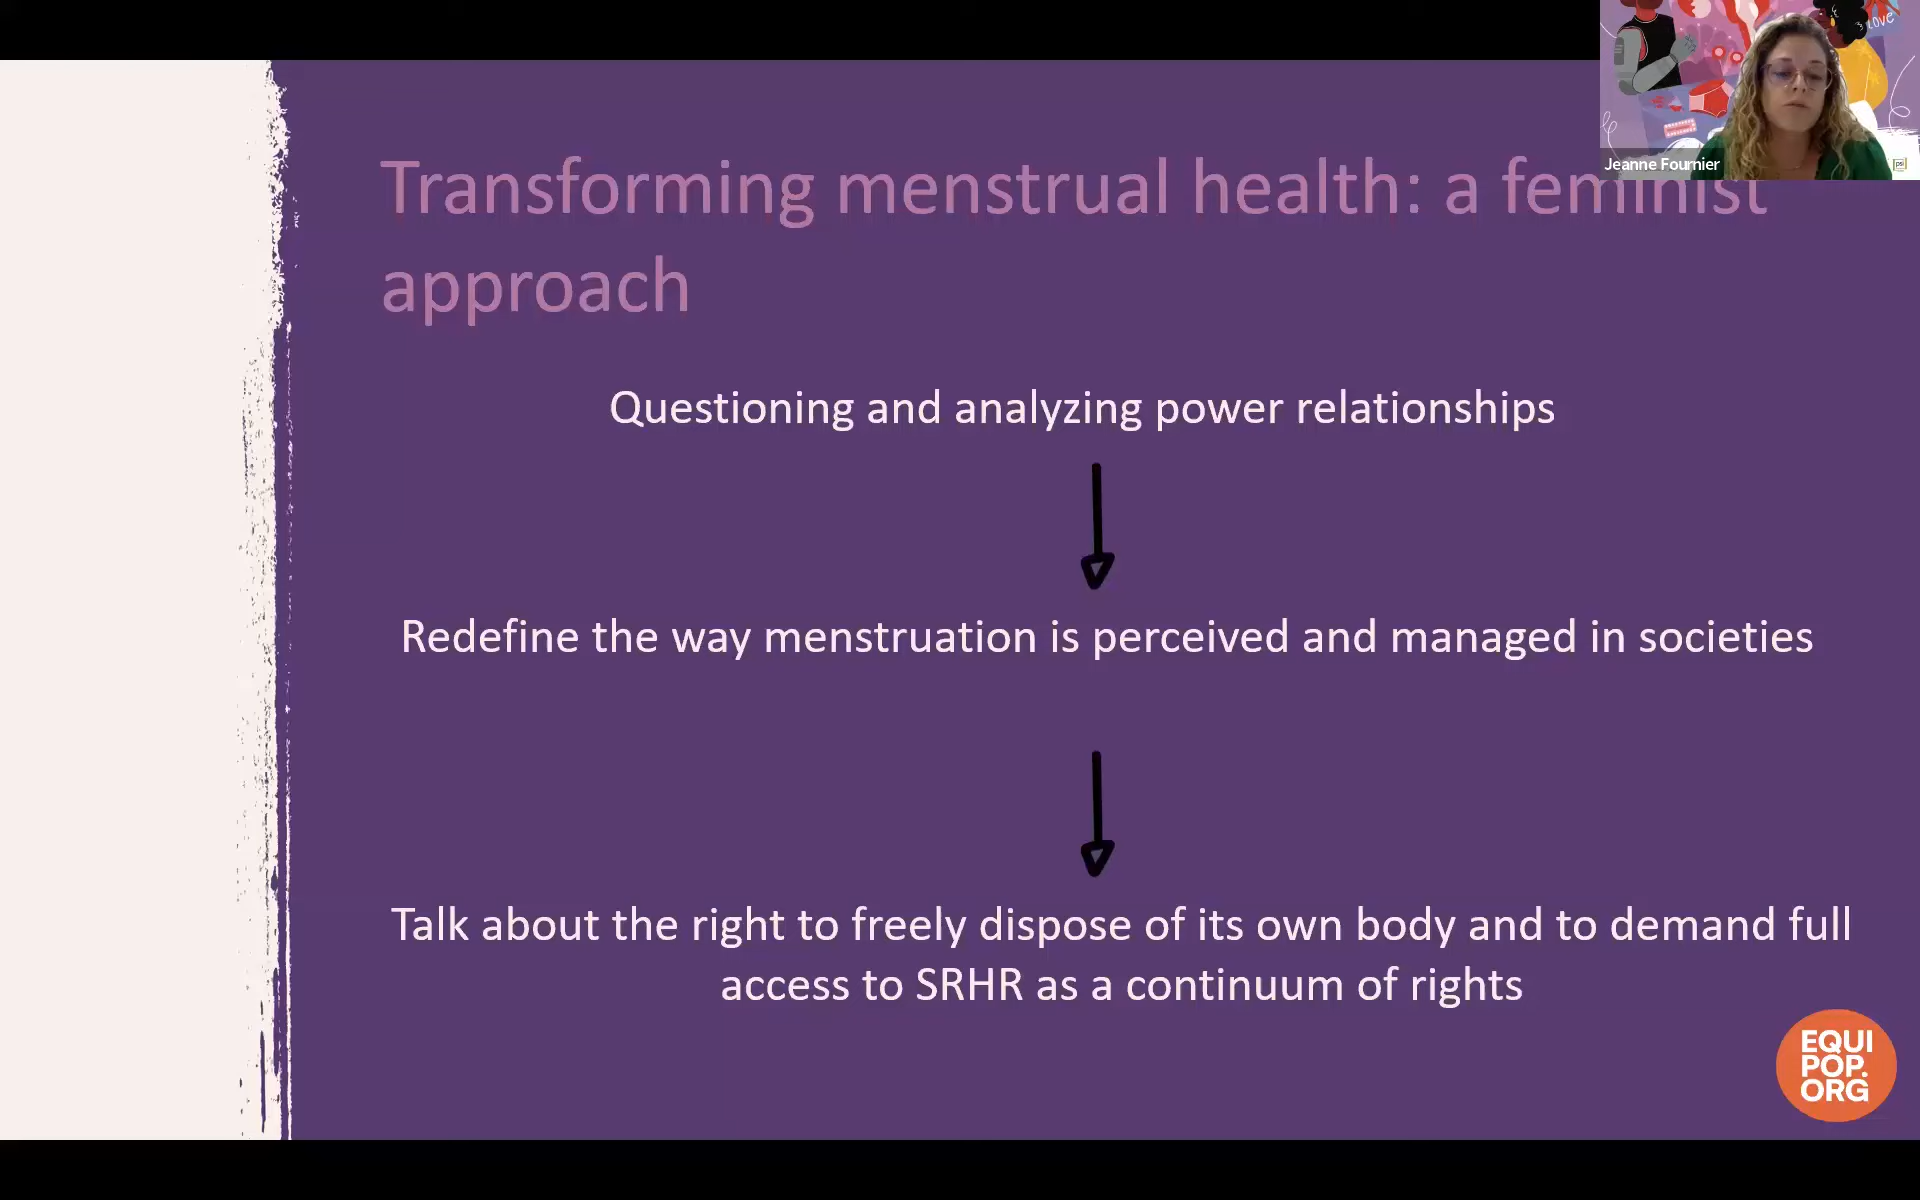 LOVE
Jeanne Fournier
psi
Transforming menstrual health: a feminist
approach
Questioning and analyzing power relationships
Redefine the way menstruation is perceived and managed in societies
Talk about the right to freely dispose of its own body and to demand full
access to SRHR as a continuum of rights
EQUI
POP.
ORG